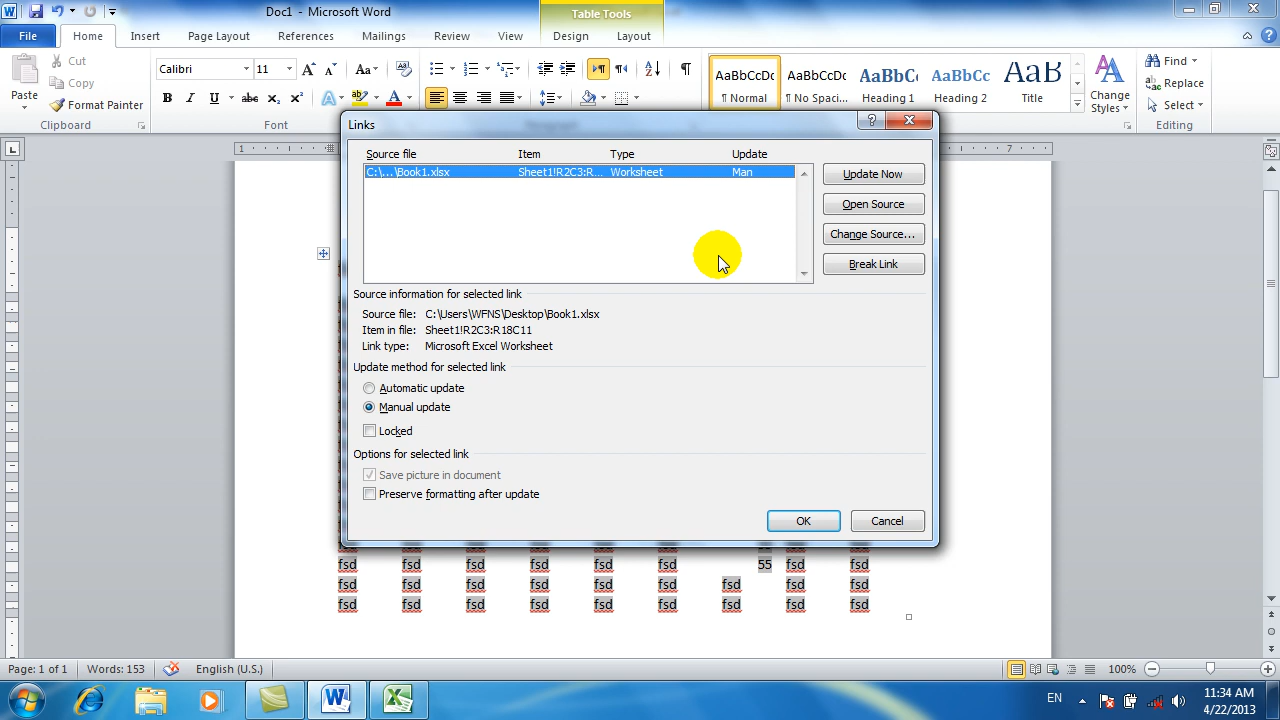 Doc1 - Microsoft Word
Table Tools
File Home Insert Page Layout References Mailings Review View Design Layout
Paste
Cut
Copy
Format Painter
Clipboard
Calibri 11
Font
AaBbCcDc AaBbCcDc AaBbC AaBbCc AaB
¶ Normal ¶ No Spaci... Heading 1 Heading 2 Title
Change
Styles
Find
Replace
Select
Editing
Links
Source file Item Type Update
C:\...\Book1.xlsx Sheet1!R2C3:R... Worksheet Man
Update Now
Open Source
Change Source...
Break Link
Source information for selected link
Source file: C:\Users\WFNS\Desktop\Book1.xlsx
Item in file: Sheet1!R2C3:R18C11
Link type: Microsoft Excel Worksheet
Update method for selected link
Automatic update
Manual update
Locked
Options for selected link
Save picture in document
Preserve formatting after update
OK Cancel
fsd fsd fsd fsd fsd fsd 55 fsd fsd
fsd fsd fsd fsd fsd fsd fsd fsd fsd
fsd fsd fsd fsd fsd fsd fsd fsd fsd
Page: 1 of 1 Words: 153 English (U.S.) 100%
EN 11:34 AM
4/22/2013